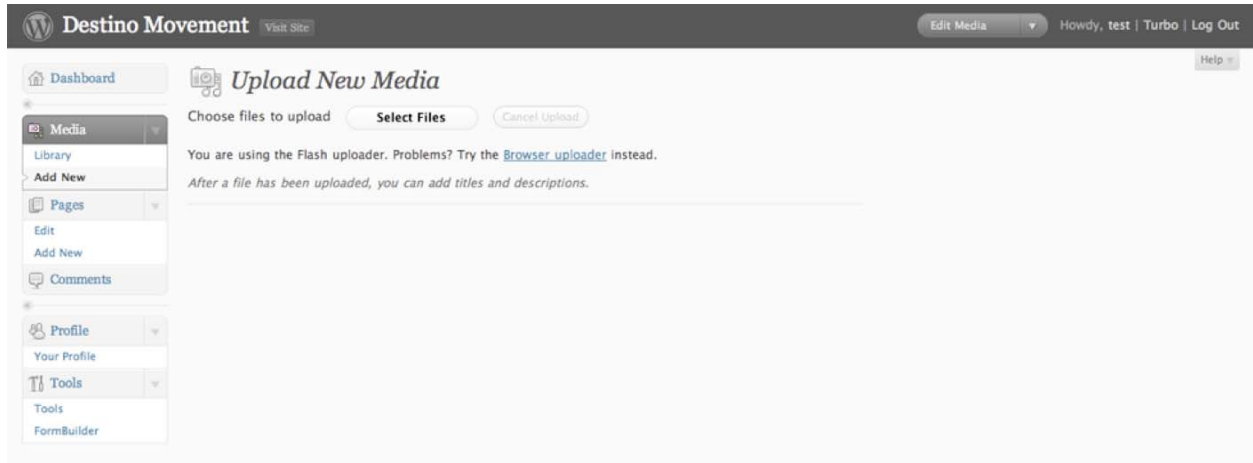 Destino Movement Visit Site Edit Media Howdy, test | Turbo | Log Out
Help
Dashboard
Media
Library
Add New
Pages
Edit
Add New
Comments
Profile
Your Profile
Tools
Tools
FormBuilder
Upload New Media
Choose files to upload Select Files Cancel Upload
You are using the Flash uploader. Problems? Try the Browser uploader instead.
After a file has been uploaded, you can add titles and descriptions.